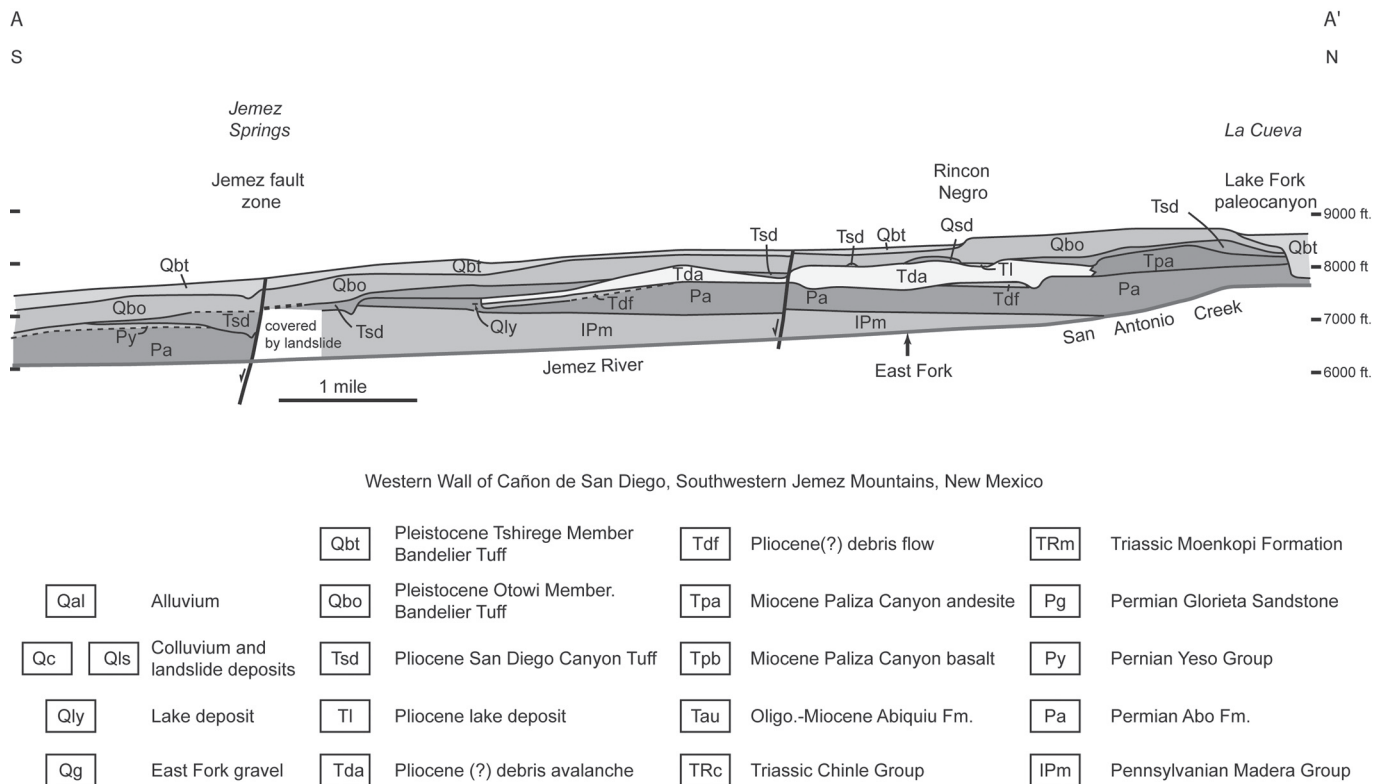 A
A'
S
N
Jemez
Springs
La Cueva
Jemez fault
zone
Rincon
Negro
Lake Fork
paleocanyon
9000 ft.
8000 ft.
7000 ft.
6000 ft.
Tsd
Tsd
Tsd
Qbt
Qsd
Qbo
Qbt
Qbt
Qbt
Tpa
Tda
Tda
Tl
Qbo
Qbo
Tdf
Pa
Pa
Tdf
Pa
Tsd
Tsd
Qly
IPm
IPm
Py
Pa
covered
by landslide
San Antonio Creek
Jemez River
East Fork
1 mile
Western Wall of Cañon de San Diego, Southwestern Jemez Mountains, New Mexico
Qal Alluvium
Qc Qls Colluvium and
landslide deposits
Qly Lake deposit
Qg East Fork gravel
Qbt Pleistocene Tshirege Member
Bandelier Tuff
Qbo Pleistocene Otowi Member.
Bandelier Tuff
Tsd Pliocene San Diego Canyon Tuff
Tl Pliocene lake deposit
Tda Pliocene (?) debris avalanche
Tdf Pliocene(?) debris flow
Tpa Miocene Paliza Canyon andesite
Tpb Miocene Paliza Canyon basalt
Tau Oligo.-Miocene Abiquiu Fm.
TRc Triassic Chinle Group
TRm Triassic Moenkopi Formation
Pg Permian Glorieta Sandstone
Py Pernian Yeso Group
Pa Permian Abo Fm.
IPm Pennsylvanian Madera Group